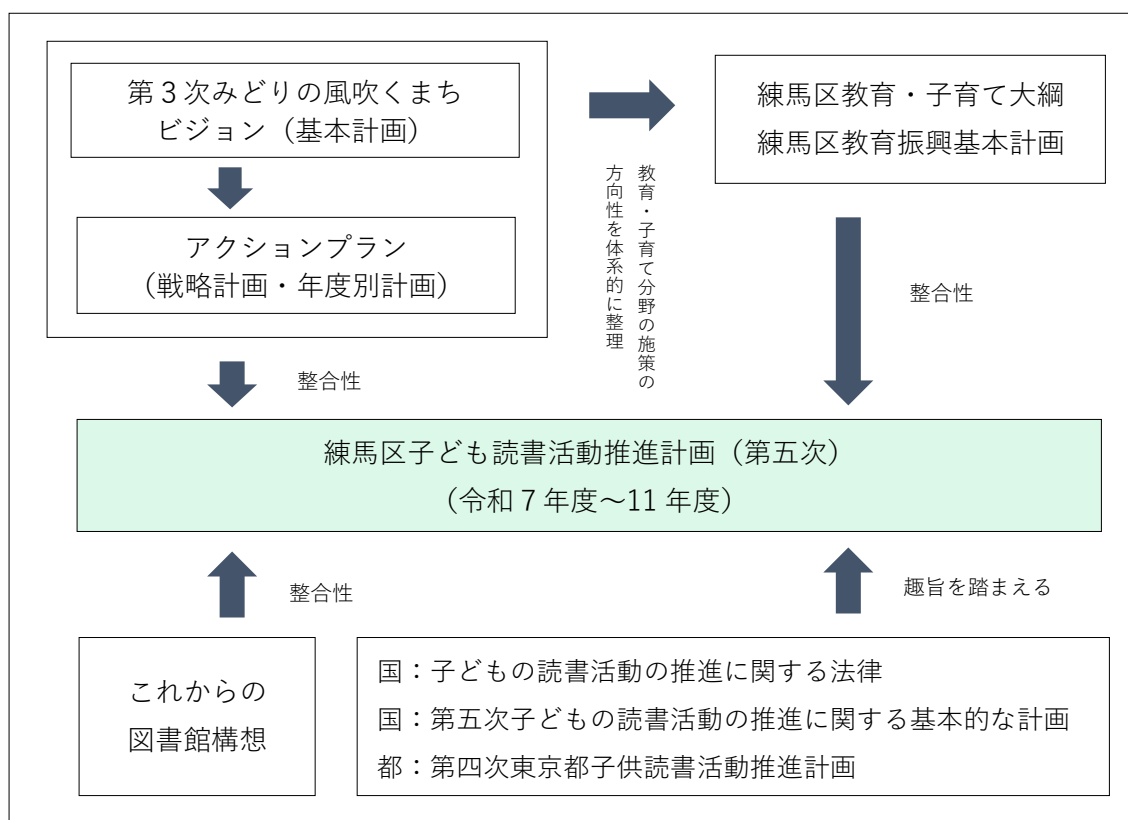 第３次みどりの風吹くまち
ビジョン（基本計画）
アクションプラン
（戦略計画・年度別計画）
教育・子育て分野の施策の
方向性を体系的に整理
練馬区教育・子育て大綱
練馬区教育振興基本計画
整合性
整合性
練馬区子ども読書活動推進計画（第五次）
（令和７年度～11 年度）
整合性
趣旨を踏まえる
これからの
図書館構想
国：子どもの読書活動の推進に関する法律
国：第五次子どもの読書活動の推進に関する基本的な計画
都：第四次東京都子供読書活動推進計画